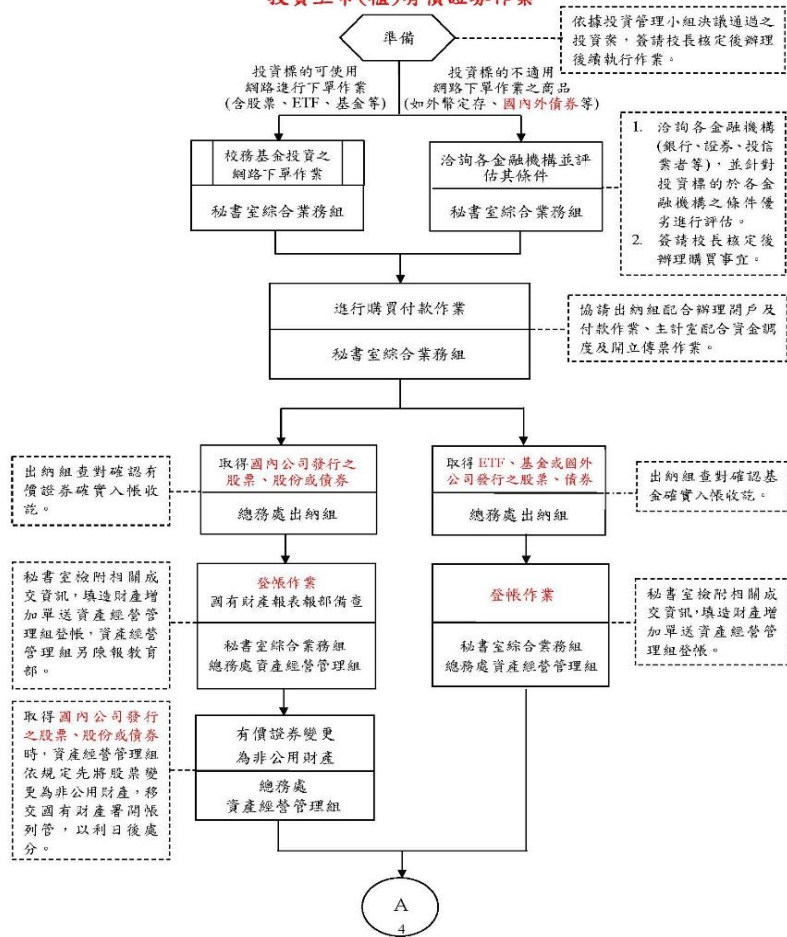 投資上市(櫃)有價證券作業
準備
依據投資管理小組決議通過之
投資案，簽請校長核定後辦理
後續執行作業。
投資標的可使用
網路進行下單作業
(含股票、ETF、基金等)
投資標的不適用
網路下單作業之商品
(如外幣定存、國內外債券等)
校務基金投資之
網路下單作業
秘書室綜合業務組
洽詢各金融機構並評
估其條件
秘書室綜合業務組
1. 洽詢各金融機構
(銀行、證券、投信
業者等)，並針對
投資標的於各金
融機構之條件優
劣進行評估。
2. 簽請校長核定後
辦理購買事宜。
進行購買付款作業
秘書室綜合業務組
協請出納組配合辦理開戶及
付款作業、主計室配合資金調
度及開立傳票作業。
出納組查對確認有
價證券確實入帳收
訖。
取得國內公司發行之
股票、股份或債券
總務處出納組
取得 ETF、基金或國外
公司發行之股票、債券
總務處出納組
出納組查對確認基
金確實入帳收訖。
秘書室檢附相關成
交資訊，填造財產增
加單送資產經營管
理組登帳，資產經營
管理組另陳報教育
部。
登帳作業
國有財產報表報部備查
秘書室綜合業務組
總務處資產經營管理組
登帳作業
秘書室綜合業務組
總務處資產經營管理組
秘書室檢附相關成
交資訊，填造財產增
加單送資產經營管
理組登帳。
取得國內公司發行
之股票、股份或債券
時，資產經營管理組
依規定先將股票變
更為非公用財產，移
交國有財產署開帳
列管，以利日後處
分。
有價證券變更
為非公用財產
總務處
資產經營管理組
A
4